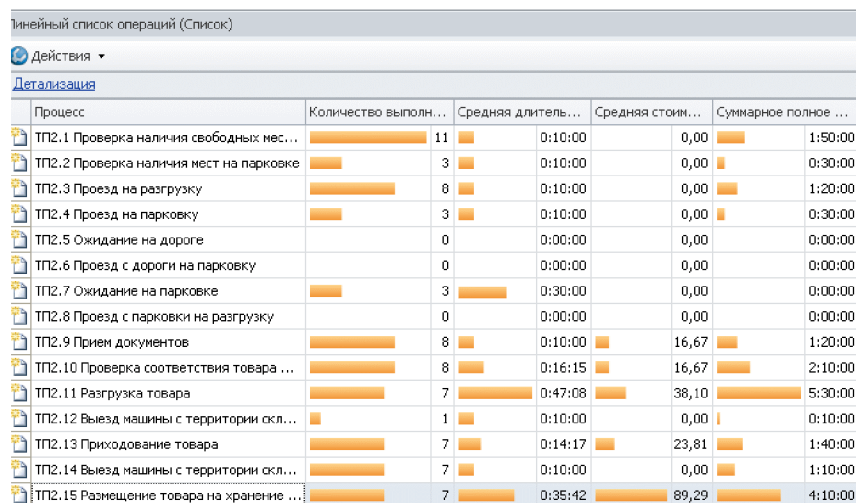 Линейный список операций (Список)
Действия
Детализация
Процесс Количество выполн... Средняя длитель... Средняя стоим... Суммарное полное ...
ТП2.1 Проверка наличия свободных мес... 11 0:10:00 0,00 1:50:00
ТП2.2 Проверка наличия мест на парковке 3 0:10:00 0,00 0:30:00
ТП2.3 Проезд на разгрузку 8 0:10:00 0,00 1:20:00
ТП2.4 Проезд на парковку 3 0:10:00 0,00 0:30:00
ТП2.5 Ожидание на дороге 0 0:00:00 0,00 0:00:00
ТП2.6 Проезд с дороги на парковку 0 0:00:00 0,00 0:00:00
ТП2.7 Ожидание на парковке 3 0:30:00 0,00 0:00:00
ТП2.8 Проезд с парковки на разгрузку 0 0:00:00 0,00 0:00:00
ТП2.9 Прием документов 8 0:10:00 16,67 1:20:00
ТП2.10 Проверка соответствия товара ... 8 0:16:15 16,67 2:10:00
ТП2.11 Разгрузка товара 7 0:47:08 38,10 5:30:00
ТП2.12 Выезд машины с территории скл... 1 0:10:00 0,00 0:10:00
ТП2.13 Приходование товара 7 0:14:17 23,81 1:40:00
ТП2.14 Выезд машины с территории скл... 7 0:10:00 0,00 1:10:00
ТП2.15 Размещение товара на хранение ... 7 0:35:42 89,29 4:10:00